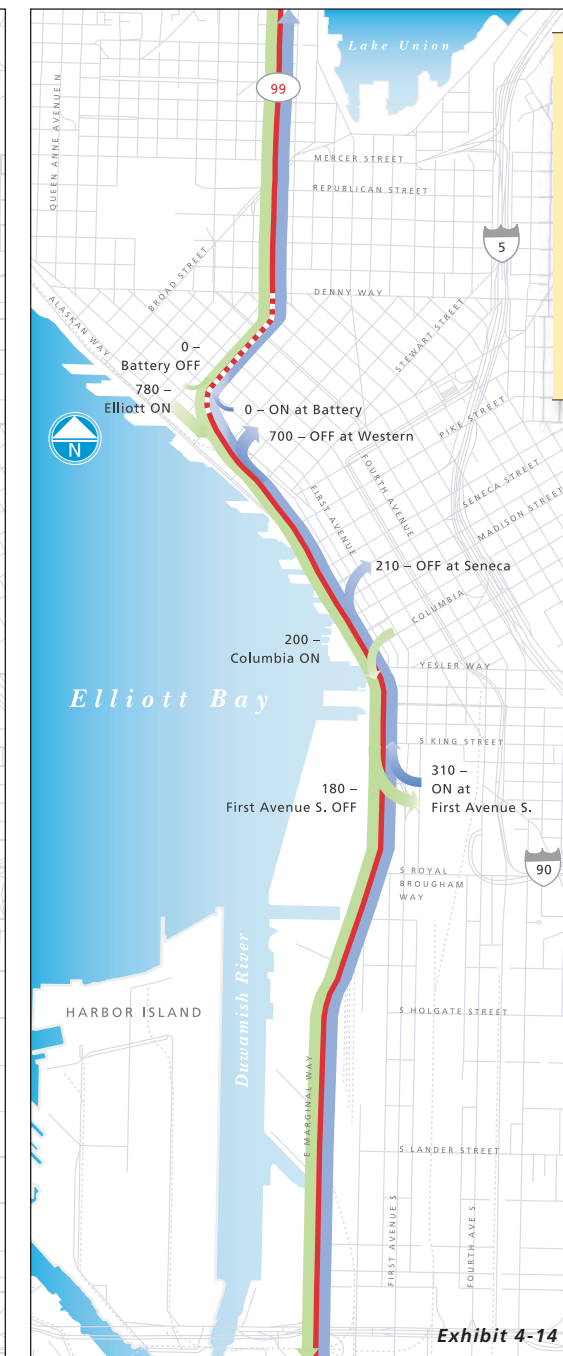 Lake Union
99
QUEEN ANNE AVENUE N
MERCER STREET
REPUBLICAN STREET
5
BROAD STREET
DENNY WAY
ALASKAN WAY
STEWART STREET
0 –
Battery OFF
780 –
Elliott ON
0 – ON at Battery
700 – OFF at Western
N
PIKE STREET
FIRST AVENUE
FOURTH AVENUE
SENECA STREET
MADISON STREET
210 – OFF at Seneca
COLUMBIA
200 –
Columbia ON
YESLER WAY
Elliott Bay
S KING STREET
310 –
ON at
First Avenue S.
180 –
First Avenue S. OFF
S ROYAL
BROUGHAM
WAY
90
HARBOR ISLAND
Duwamish River
S HOLGATE STREET
E MARGINAL WAY
S LANDER STREET
FIRST AVENUE S
FOURTH AVE S
Exhibit 4-14